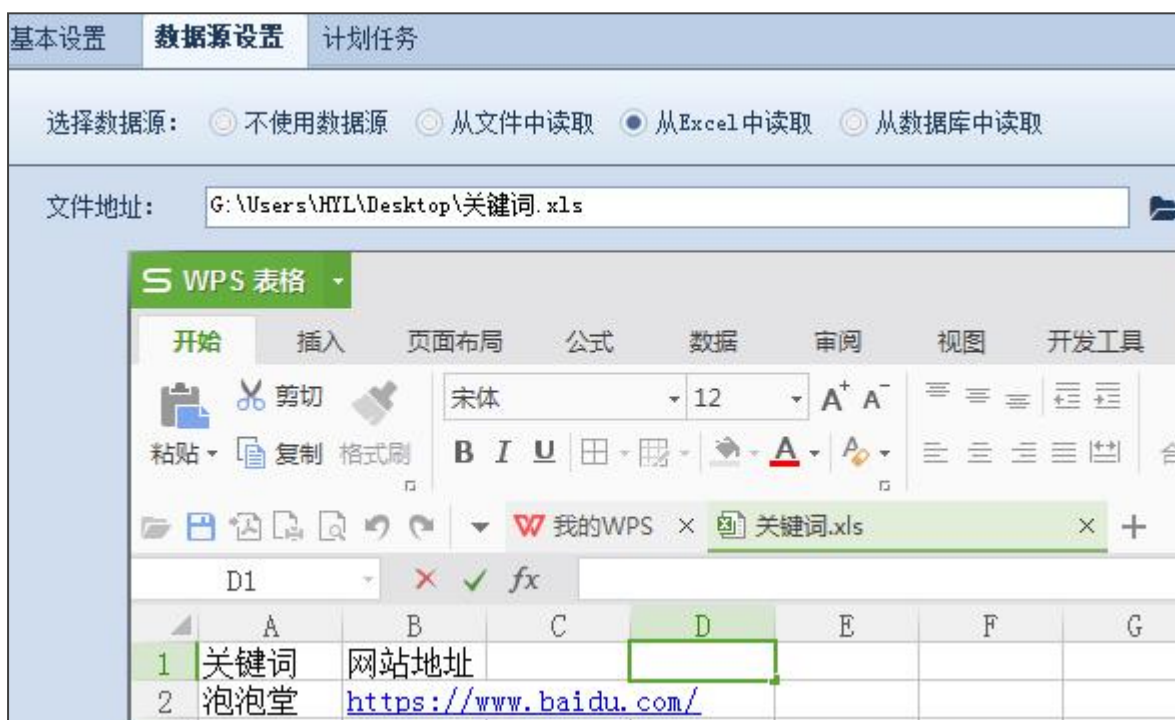 基本设置 数据源设置 计划任务
选择数据源: 不使用数据源 从文件中读取 从Excel中读取 从数据库中读取
文件地址: G:\Users\HYL\Desktop\关键词.xls
S WPS 表格
开始 插入 页面布局 公式 数据 审阅 视图 开发工具
剪切 宋体 12 A+ A-
粘贴 复制 格式刷 B I U A A
我的WPS × 关键词.xls × +
D1 × ✓ fx
A B C D E F G
1 关键词 网站地址
2 泡泡堂 https://www.baidu.com/